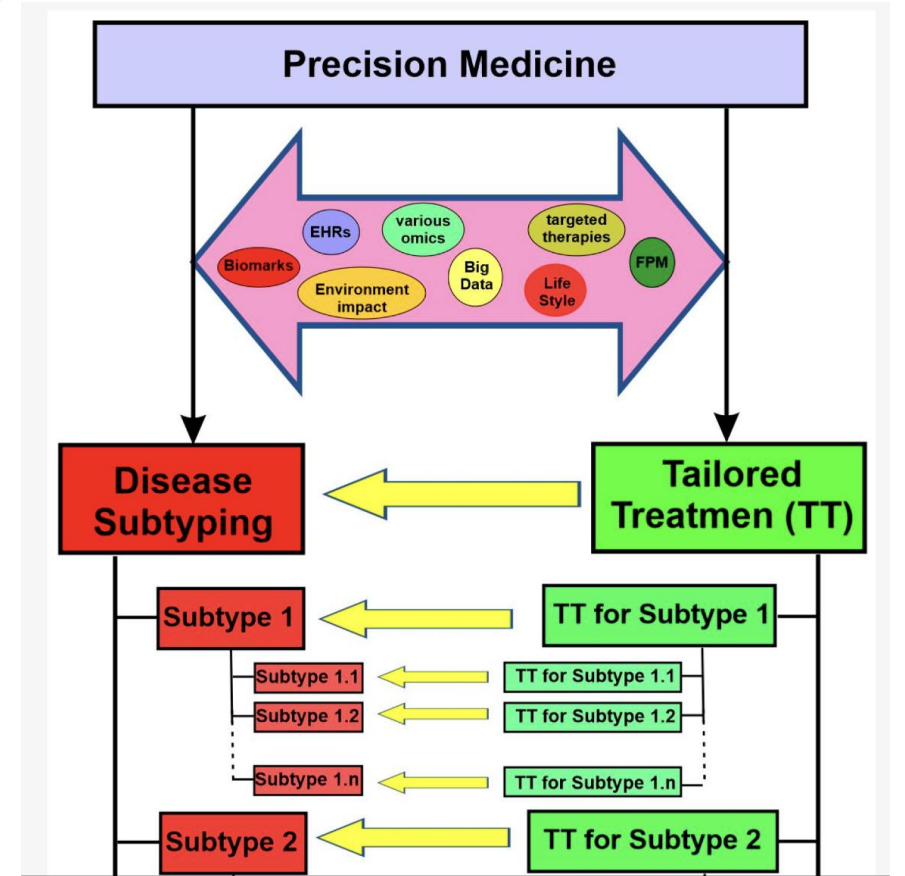 Precision Medicine
EHRs
various
omics
targeted
therapies
Biomarks
Environment
impact
Big
Data
Life
Style
FPM
Disease
Subtyping
Tailored
Treatmen (TT)
Subtype 1
TT for Subtype 1
Subtype 1.1
TT for Subtype 1.1
Subtype 1.2
TT for Subtype 1.2
Subtype 1.n
TT for Subtype 1.n
Subtype 2
TT for Subtype 2